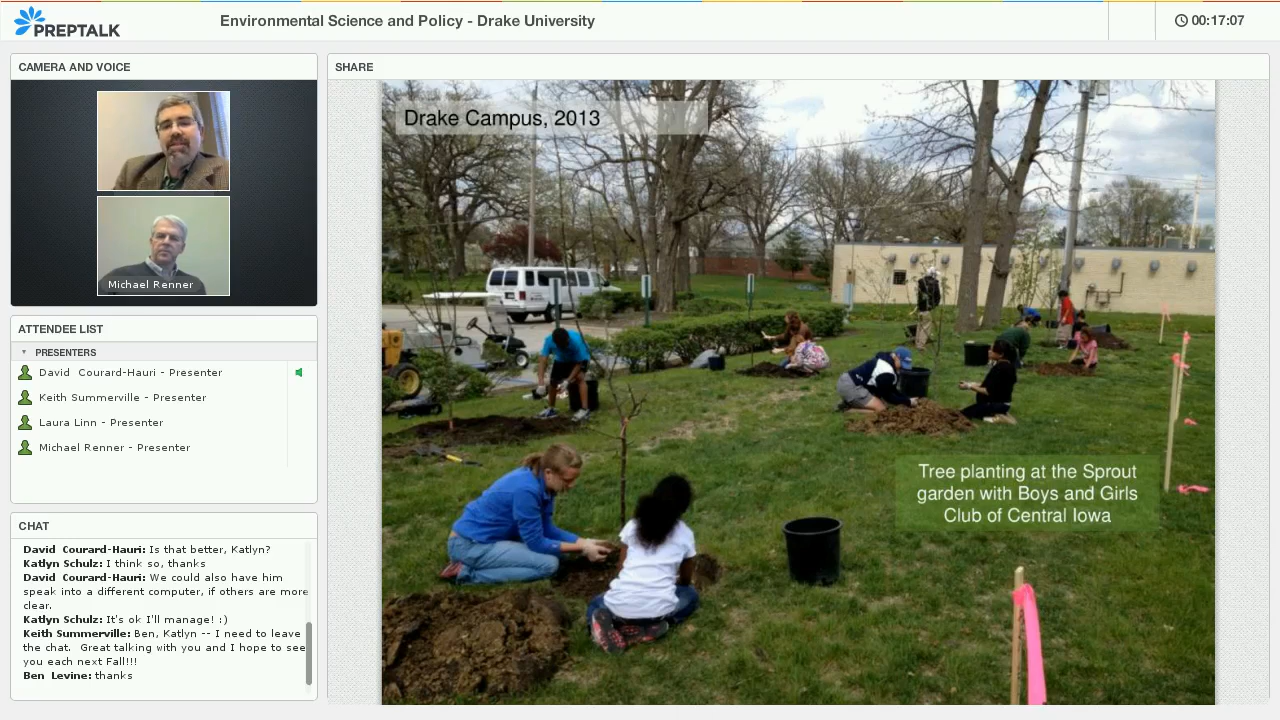 PREPTALK
Environmental Science and Policy - Drake University
00:17:07
CAMERA AND VOICE
Michael Renner
ATTENDEE LIST
PRESENTERS
David Courard-Hauri - Presenter
Keith Summerville - Presenter
Laura Linn - Presenter
Michael Renner - Presenter
CHAT
David Courard-Hauri: Is that better, Katlyn?
Katlyn Schulz: I think so, thanks
David Courard-Hauri: We could also have him
speak into a different computer, if others are more
clear.
Katlyn Schulz: It's ok I'll manage! :)
Keith Summerville: Ben, Katlyn -- I need to leave
the chat. Great talking with you and I hope to see
you each next Fall!!!
Ben Levine: thanks
SHARE
Drake Campus, 2013
Tree planting at the Sprout
garden with Boys and Girls
Club of Central Iowa